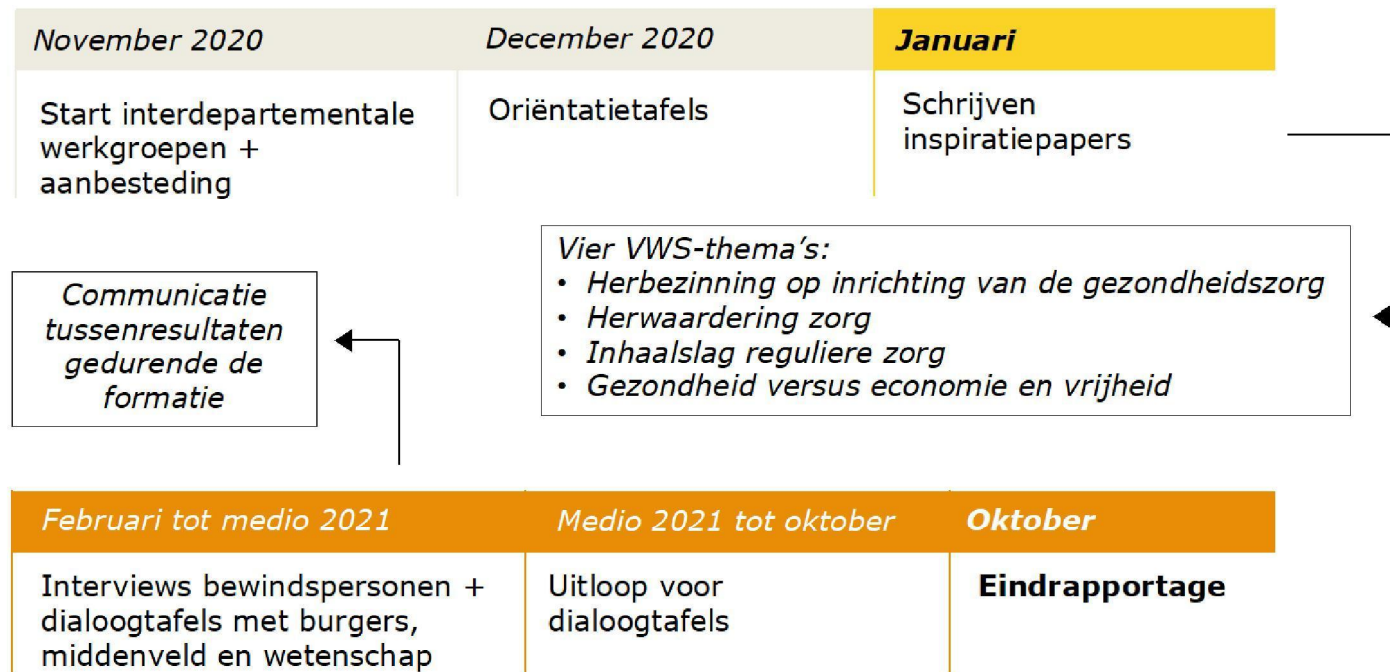 November 2020
December 2020
Januari
Start interdepartementale
werkgroepen +
aanbesteding
Oriëntatietafels
Schrijven
inspiratiepapers
Vier VWS-thema's:
• Herbezinning op inrichting van de gezondheidszorg
• Herwaardering zorg
• Inhaalslag reguliere zorg
• Gezondheid versus economie en vrijheid
Communicatie
tussenresultaten
gedurende de
formatie
Februari tot medio 2021
Medio 2021 tot oktober
Oktober
Interviews bewindspersonen +
dialoogtafels met burgers,
middenveld en wetenschap
Uitloop voor
dialoogtafels
Eindrapportage